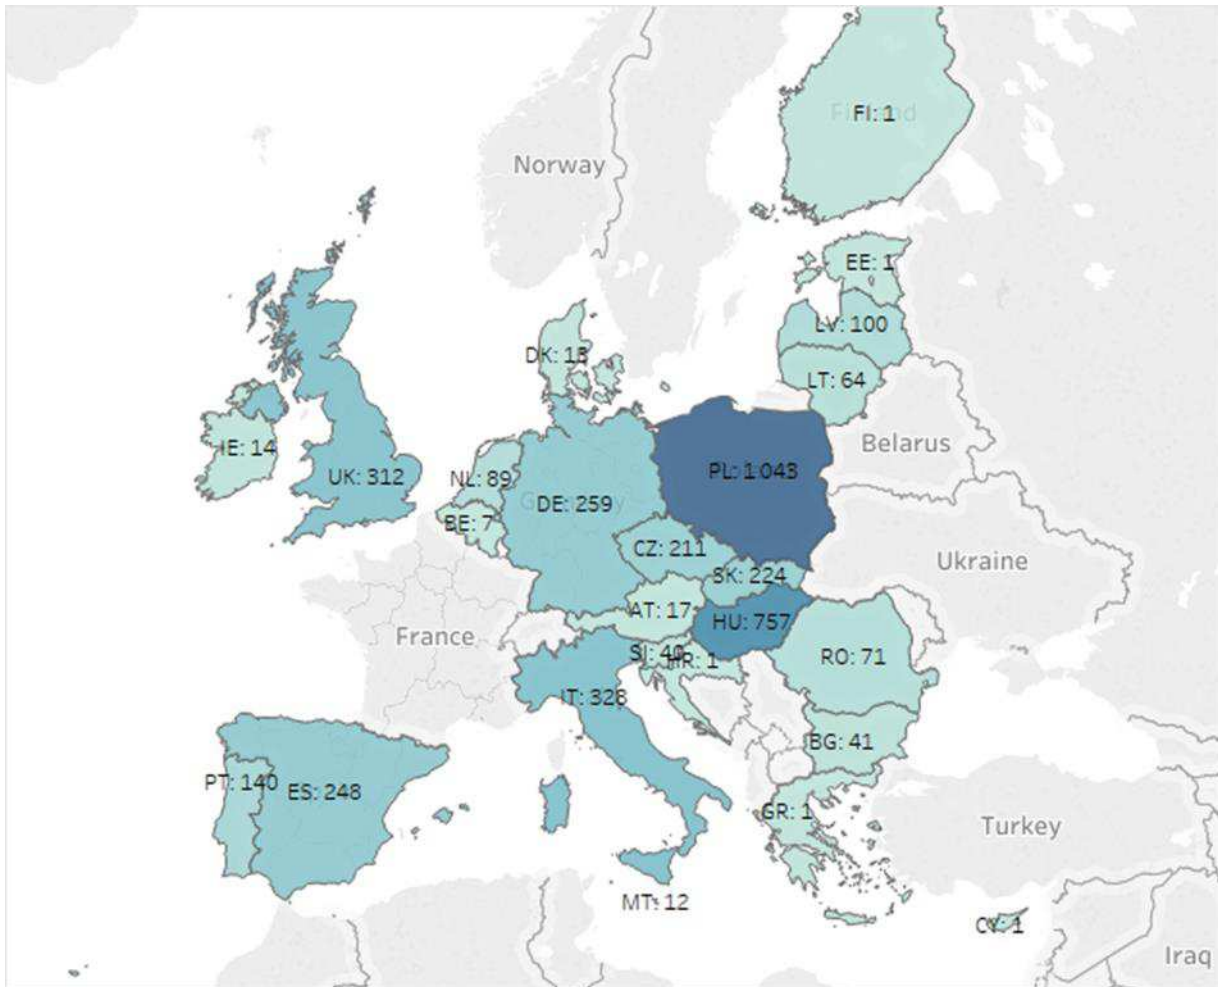 FI: 1
Norway
EE: 1
LV: 100
DK: 13
LT: 64
Belarus
IE: 14
UK: 312
NL: 89
PL: 1 043
DE: 259
BE: 7
CZ: 211
Ukraine
SK: 224
AT: 17
HU: 757
France
SI: 40
HR: 1
RO: 71
IT: 328
BG: 41
PT: 140
ES: 248
GR: 1
Turkey
MT: 12
CY: 1
Iraq